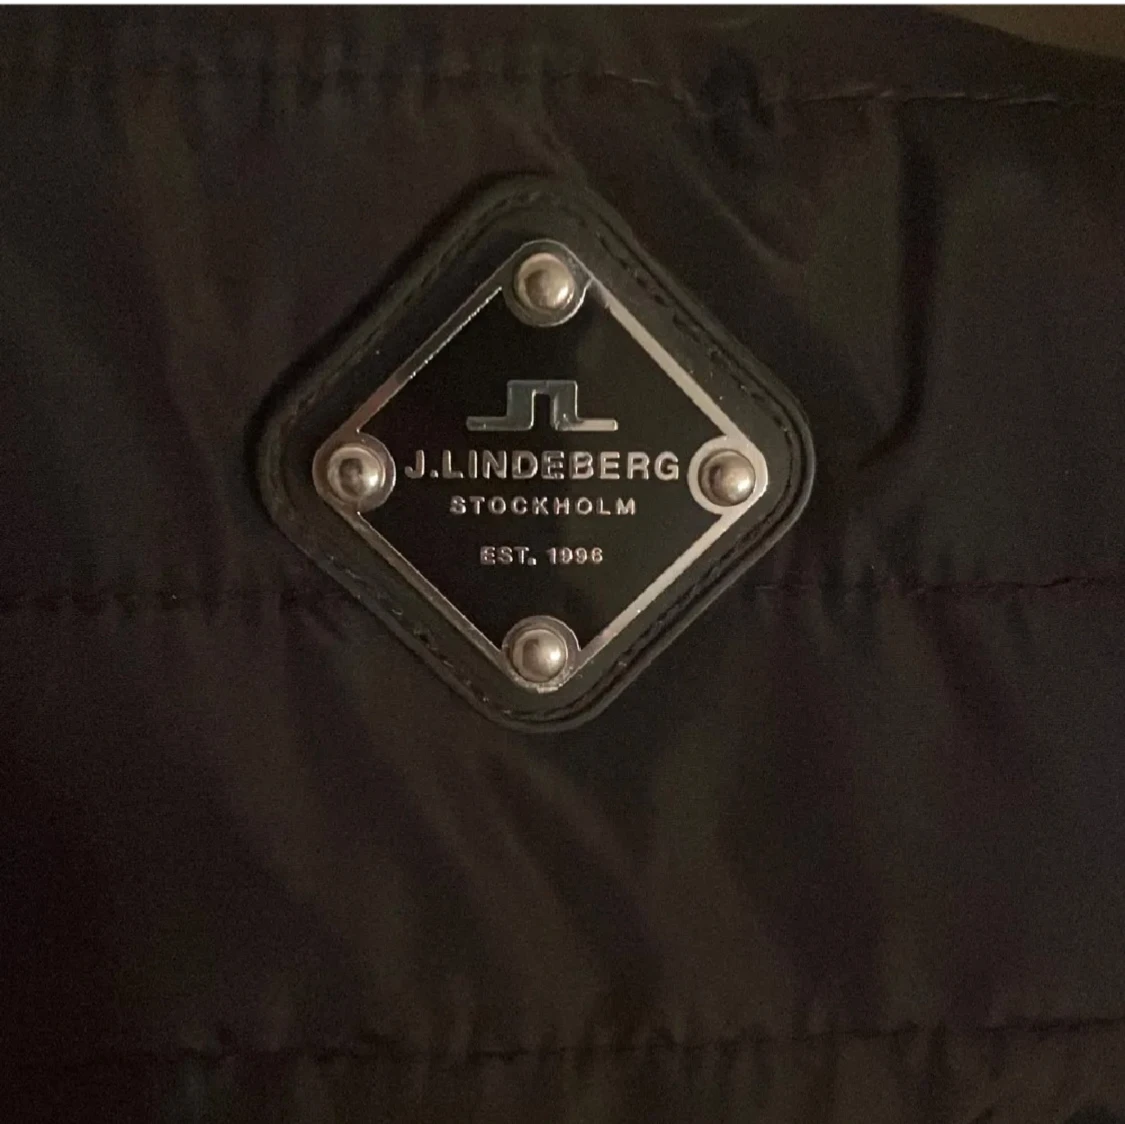 J.LINDEBERG
STOCKHOLM
EST. 1996